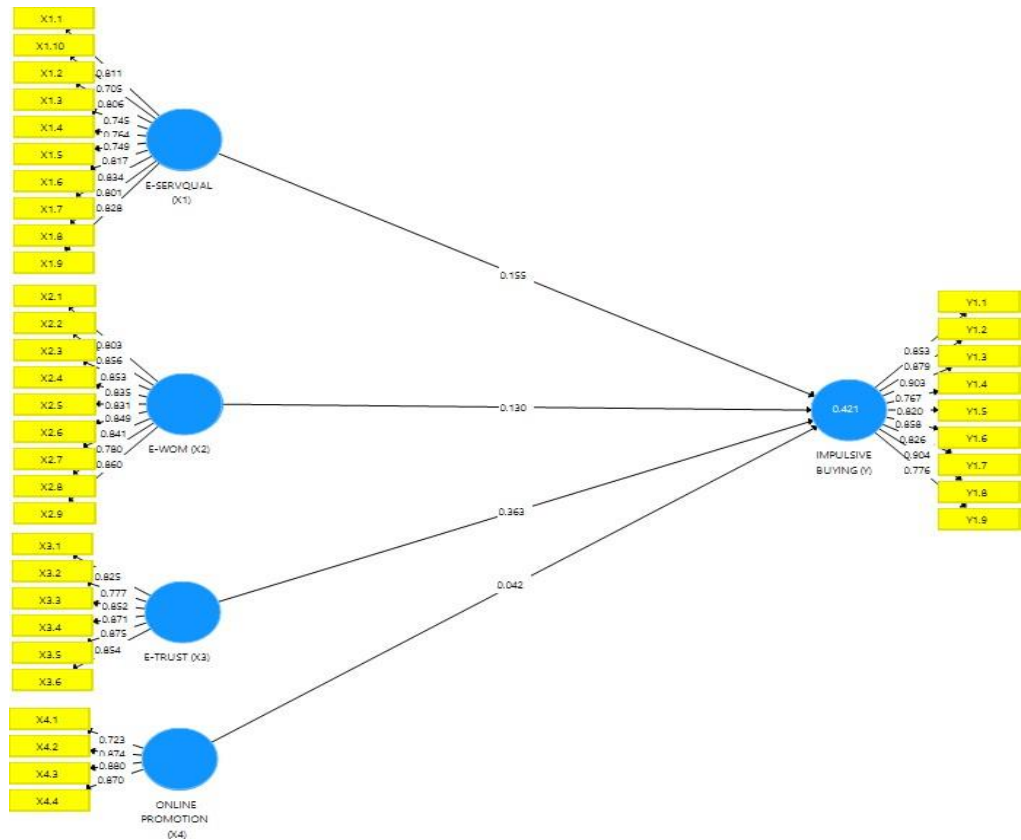 X1.1
X1.10
X1.2
X1.3
X1.4
X1.5
X1.6
X1.7
X1.8
X1.9
0.811
0.705
0.806
0.745
0.764
0.749
0.817
0.834
0.801
0.828
E-SERVQUAL
(X1)
0.155
X2.1
X2.2
X2.3
X2.4
X2.5
X2.6
X2.7
X2.8
X2.9
0.803
0.856
0.853
0.835
0.831
0.849
0.841
0.780
0.860
E-WOM (X2)
0.130
X3.1
X3.2
X3.3
X3.4
X3.5
X3.6
0.825
0.777
0.852
0.871
0.875
0.854
E-TRUST (X3)
0.363
X4.1
X4.2
X4.3
X4.4
0.723
0.874
0.880
0.870
ONLINE
PROMOTION
(X4)
0.042
0.421
IMPULSIVE
BUYING (Y)
0.853
0.879
0.903
0.767
0.820
0.858
0.826
0.904
0.776
Y1.1
Y1.2
Y1.3
Y1.4
Y1.5
Y1.6
Y1.7
Y1.8
Y1.9